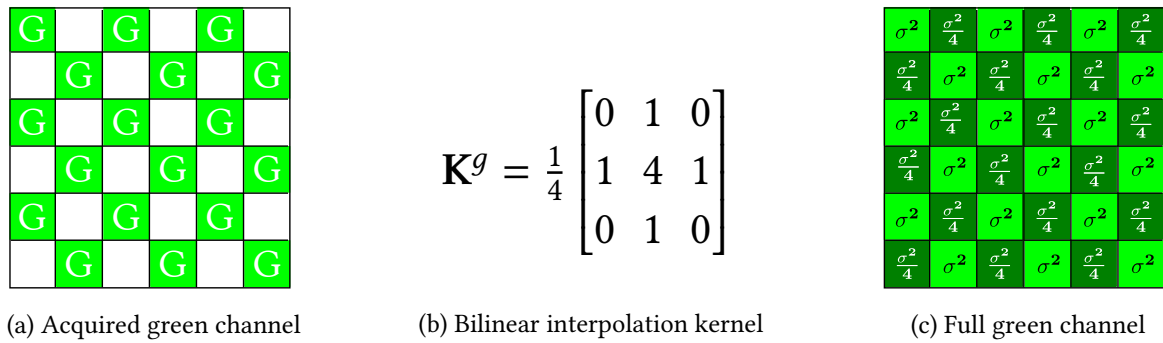 G G G
G G G
G G G
G G G
G G G
G G G
(a) Acquired green channel
K^g = 1/4 [0 1 0
1 4 1
0 1 0]
(b) Bilinear interpolation kernel
σ² σ²/4 σ² σ²/4 σ² σ²/4
σ²/4 σ² σ²/4 σ² σ²/4 σ²
σ² σ²/4 σ² σ²/4 σ² σ²/4
σ²/4 σ² σ²/4 σ² σ²/4 σ²
σ² σ²/4 σ² σ²/4 σ² σ²/4
σ²/4 σ² σ²/4 σ² σ²/4 σ²
(c) Full green channel